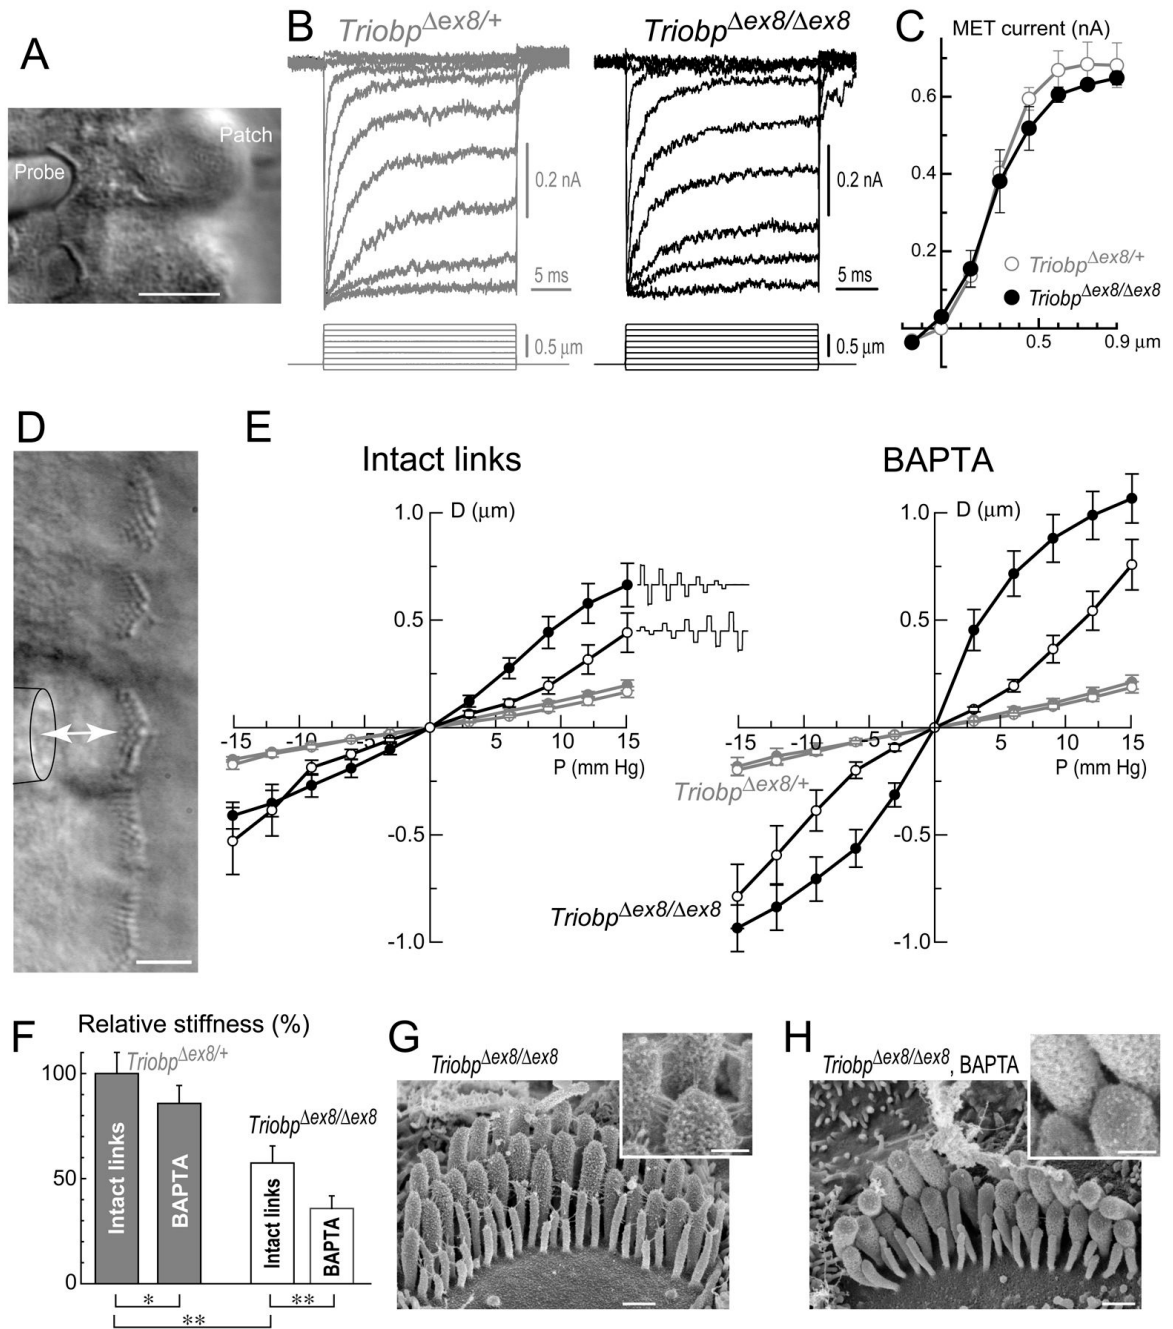 A
Patch
Probe
B
Triobp^Δex8/+
Triobp^Δex8/Δex8
0.2 nA
0.2 nA
5 ms
5 ms
0.5 μm
0.5 μm
C
MET current (nA)
0.6
0.4
0.2
Triobp^Δex8/+
Triobp^Δex8/Δex8
0.5
0.9 μm
D
E
Intact links
BAPTA
1.0
D (μm)
1.0
D (μm)
0.5
0.5
-15
-10
-5
5
10
15
-15
-10
-5
5
10
15
P (mm Hg)
P (mm Hg)
Triobp^Δex8/+
-0.5
-0.5
Triobp^Δex8/Δex8
-1.0
-1.0
F
Relative stiffness (%)
Triobp^Δex8/+
100
Triobp^Δex8/Δex8
50
0
Intact links
BAPTA
Intact links
BAPTA
*
**
**
G
Triobp^Δex8/Δex8
H
Triobp^Δex8/Δex8, BAPTA